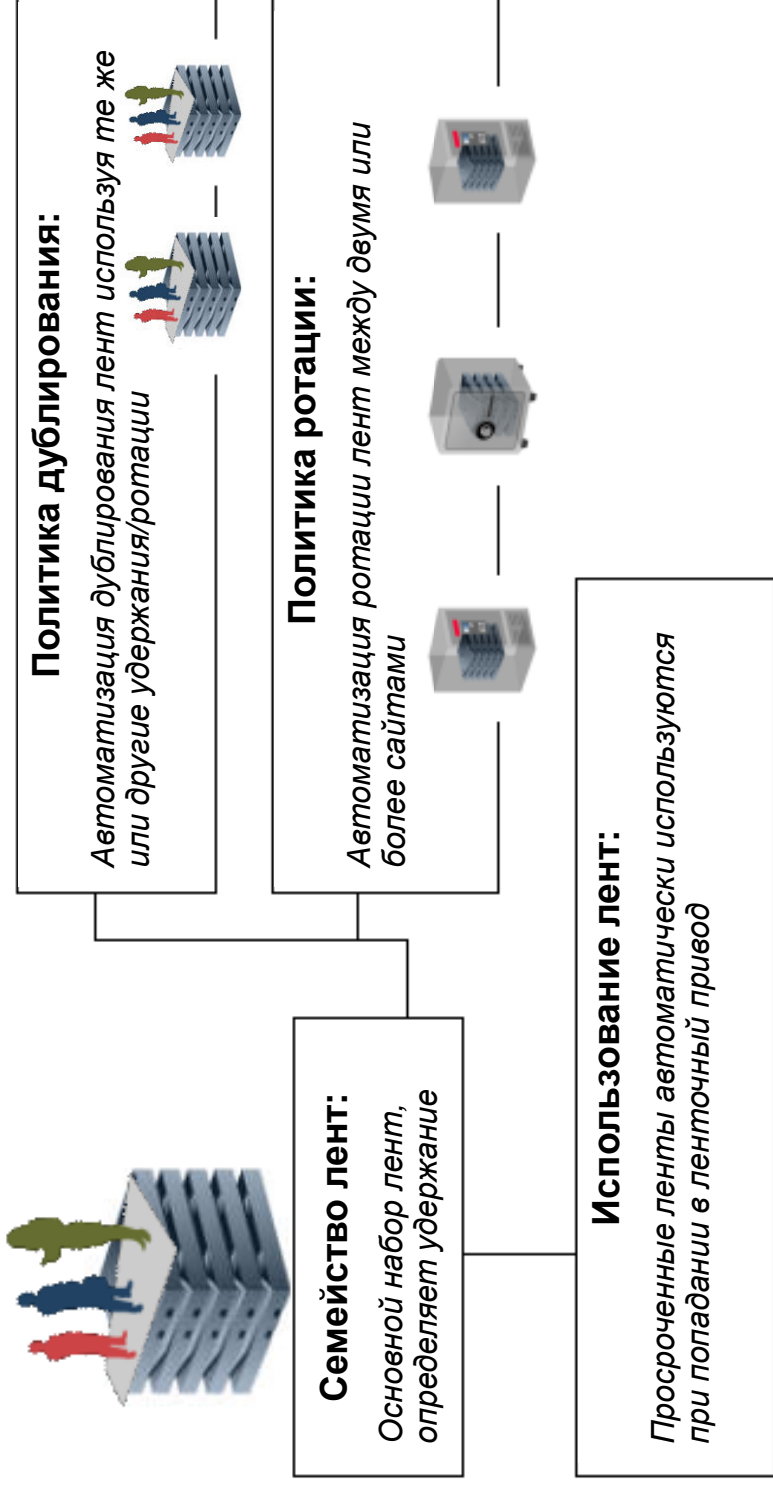 Семейство лент:
Основной набор лент,
определяет удержание
Политика дублирования:
Автоматизация дублирования лент используя те же
или другие удержания/ротации
Политика ротации:
Автоматизация ротации лент между двумя или
более сайтами
Использование лент:
Просроченные ленты автоматически используются
при попадании в ленточный привод